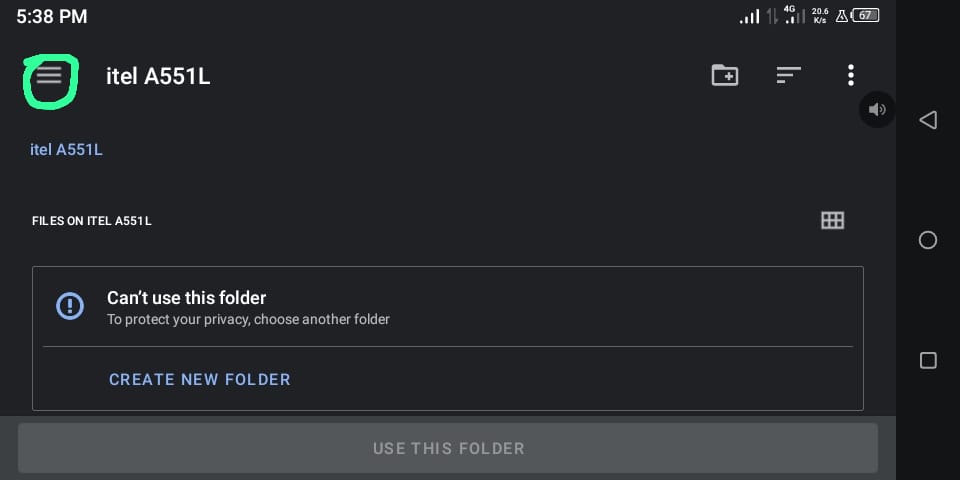 5:38 PM
4G
20.6
K/s
67
itel A551L
itel A551L
FILES ON ITEL A551L
Can't use this folder
To protect your privacy, choose another folder
CREATE NEW FOLDER
USE THIS FOLDER